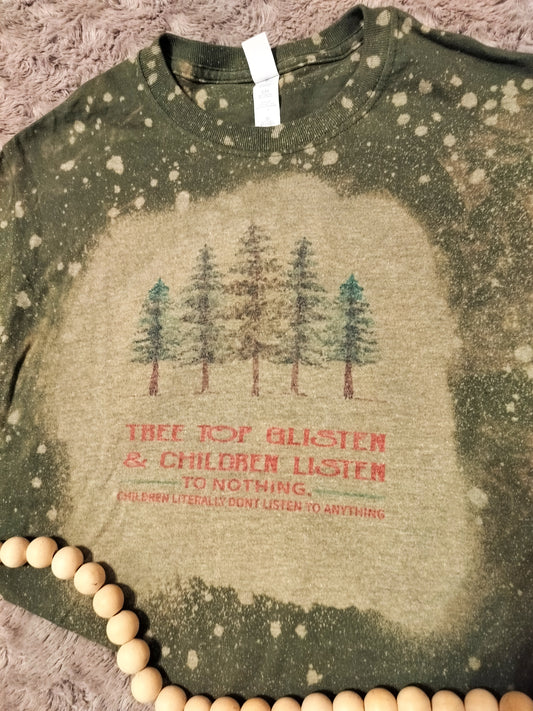 TREE TOP GLISTEN
& CHILDREN LISTEN
TO NOTHING.
CHILDREN LITERALLY DONT LISTEN TO ANYTHING